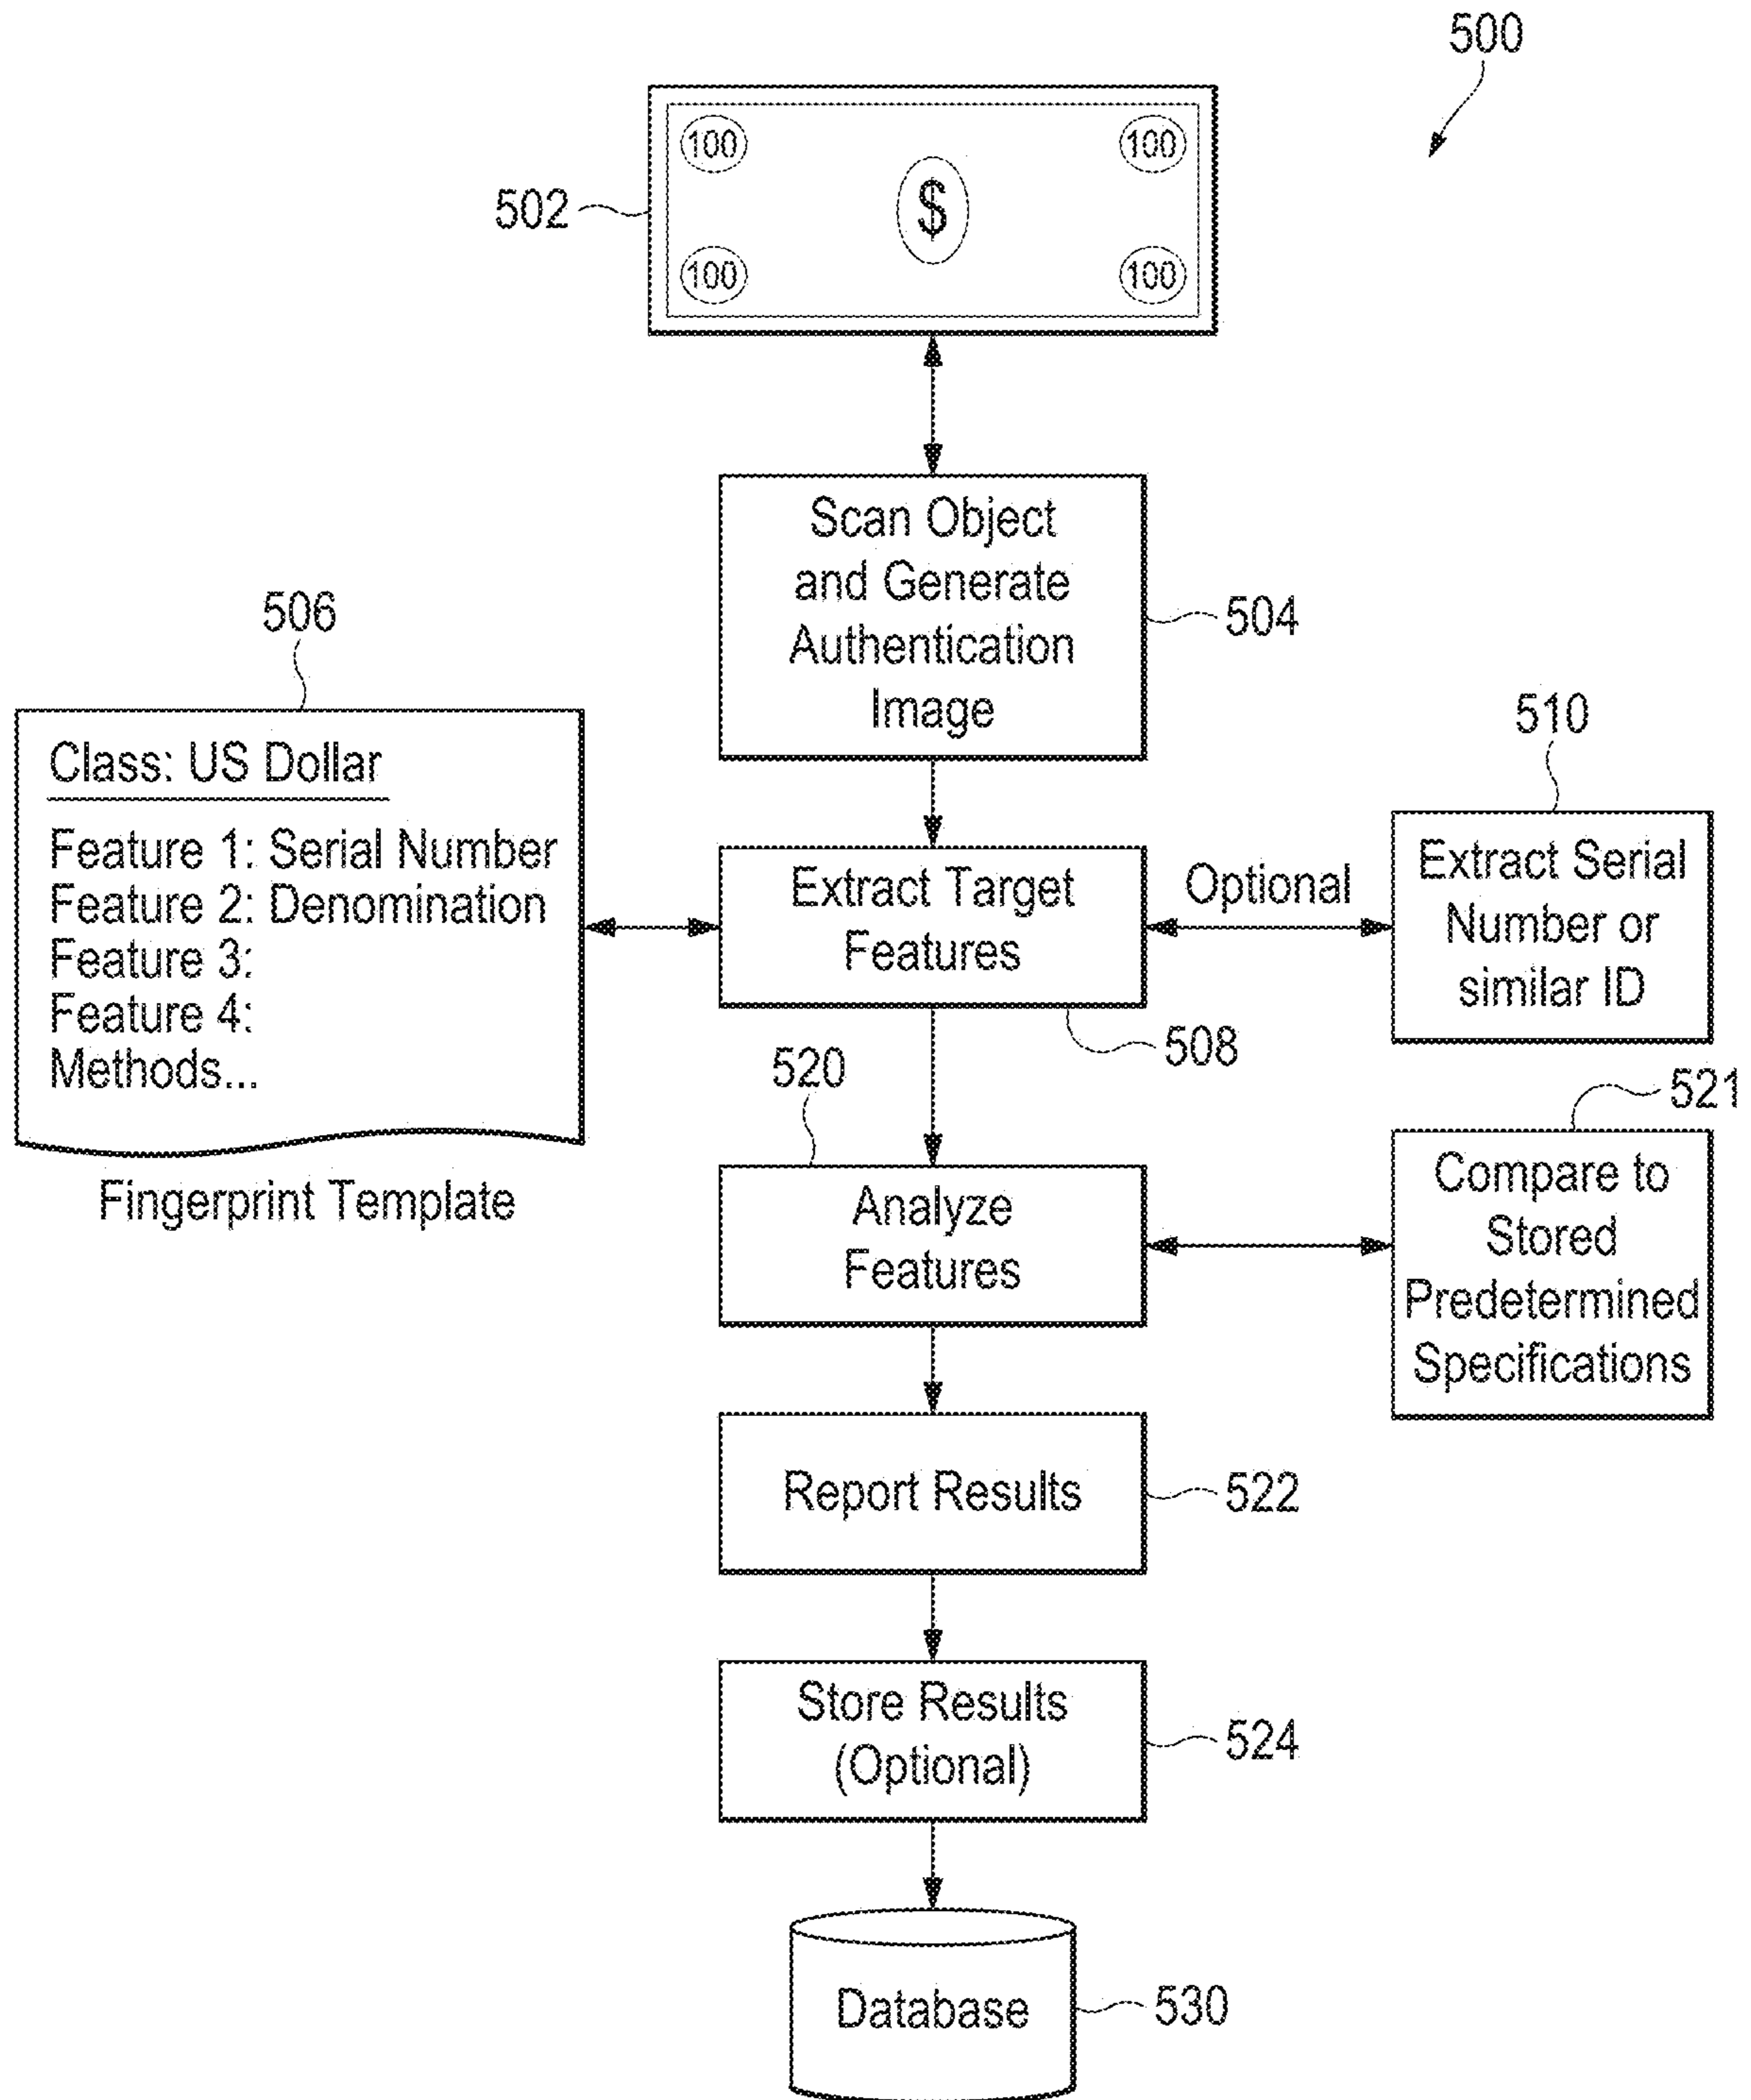 500
100
100
502
$
100
100
Scan Object
and Generate
Authentication
Image
504
506
Class: US Dollar
Feature 1: Serial Number
Feature 2: Denomination
Feature 3:
Feature 4:
Methods...
Fingerprint Template
Extract Target
Features
508
Optional
510
Extract Serial
Number or
similar ID
520
Analyze
Features
521
Compare to
Stored
Predetermined
Specifications
Report Results
522
Store Results
(Optional)
524
Database
530